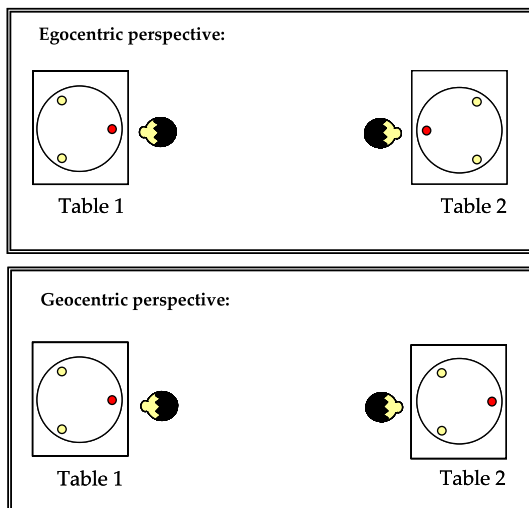 Egocentric perspective:
Table 1
Table 2
Geocentric perspective:
Table 1
Table 2